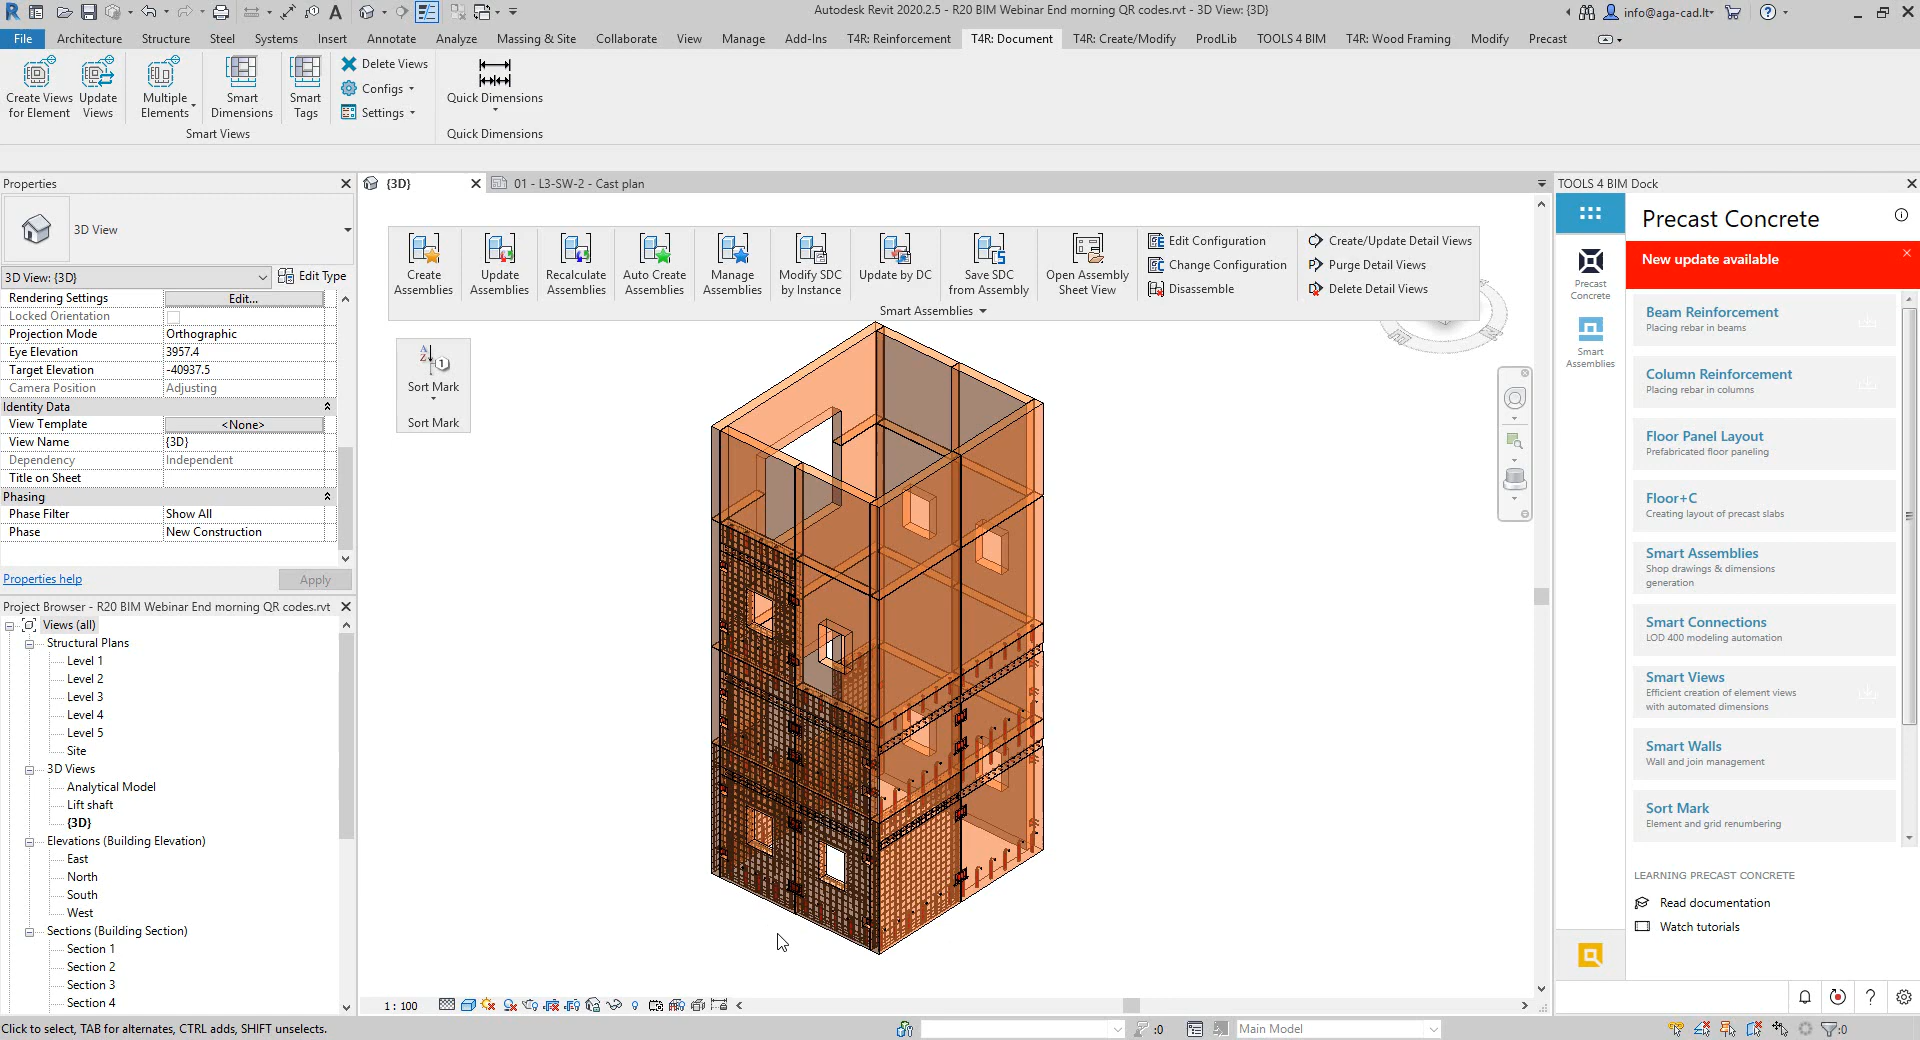 Autodesk Revit 2020.2.5 - R20 BIM Webinar End morning QR codes.rvt - 3D View: {3D}
info@aga-cad.lt
File Architecture Structure Steel Systems Insert Annotate Analyze Massing & Site Collaborate View Manage Add-Ins T4R: Reinforcement T4R: Document T4R: Create/Modify ProdLib TOOLS 4 BIM T4R: Wood Framing Modify Precast
Create Views for Element
Update Views
Multiple Elements
Smart Dimensions
Smart Tags
Delete Views
Configs
Settings
Quick Dimensions
Smart Views
Quick Dimensions
Properties
3D View
3D View: {3D}
Edit Type
Rendering Settings Edit...
Locked Orientation
Projection Mode Orthographic
Eye Elevation 3957.4
Target Elevation -40937.5
Camera Position Adjusting
Identity Data
View Template <None>
View Name {3D}
Dependency Independent
Title on Sheet
Phasing
Phase Filter Show All
Phase New Construction
Properties help
Apply
Project Browser - R20 BIM Webinar End morning QR codes.rvt
Views (all)
Structural Plans
Level 1
Level 2
Level 3
Level 4
Level 5
Site
3D Views
Analytical Model
Lift shaft
{3D}
Elevations (Building Elevation)
East
North
South
West
Sections (Building Section)
Section 1
Section 2
Section 3
Section 4
{3D}
01 - L3-SW-2 - Cast plan
Create Assemblies
Update Assemblies
Recalculate Assemblies
Auto Create Assemblies
Manage Assemblies
Modify SDC by Instance
Update by DC
Save SDC from Assembly
Open Assembly Sheet View
Edit Configuration
Change Configuration
Disassemble
Create/Update Detail Views
Purge Detail Views
Delete Detail Views
Smart Assemblies
Sort Mark
Sort Mark
1 : 100
TOOLS 4 BIM Dock
Precast Concrete
New update available
Precast Concrete
Smart Assemblies
Beam Reinforcement
Placing rebar in beams
Column Reinforcement
Placing rebar in columns
Floor Panel Layout
Prefabricated floor paneling
Floor+C
Creating layout of precast slabs
Smart Assemblies
Shop drawings & dimensions
generation
Smart Connections
LOD 400 modeling automation
Smart Views
Efficient creation of element views
with automated dimensions
Smart Walls
Wall and join management
Sort Mark
Element and grid renumbering
LEARNING PRECAST CONCRETE
Read documentation
Watch tutorials
Click to select, TAB for alternates, CTRL adds, SHIFT unselects.
:0
Main Model
:0